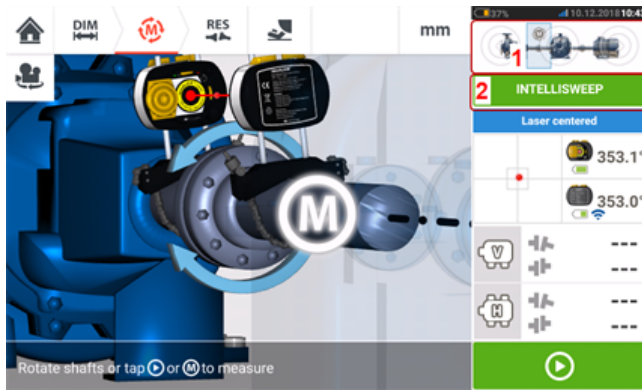 37% 10.12.2018 10:43
DIM RES mm
M
1
2 INTELLISWEEP
Laser centered
353.1°
353.0°
M
V ---
---
H ---
---
Rotate shafts or tap or M to measure